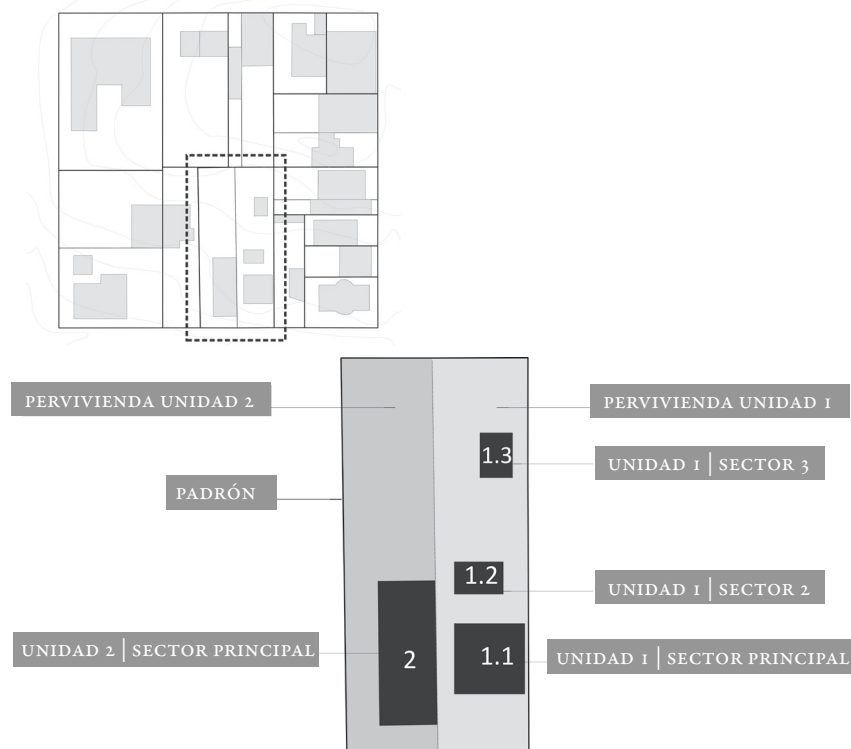 PERVIVIENDA UNIDAD 2
PERVIVIENDA UNIDAD 1
1.3
UNIDAD 1 | SECTOR 3
PADRÓN
1.2
UNIDAD 1 | SECTOR 2
UNIDAD 2 | SECTOR PRINCIPAL
2
1.1
UNIDAD 1 | SECTOR PRINCIPAL